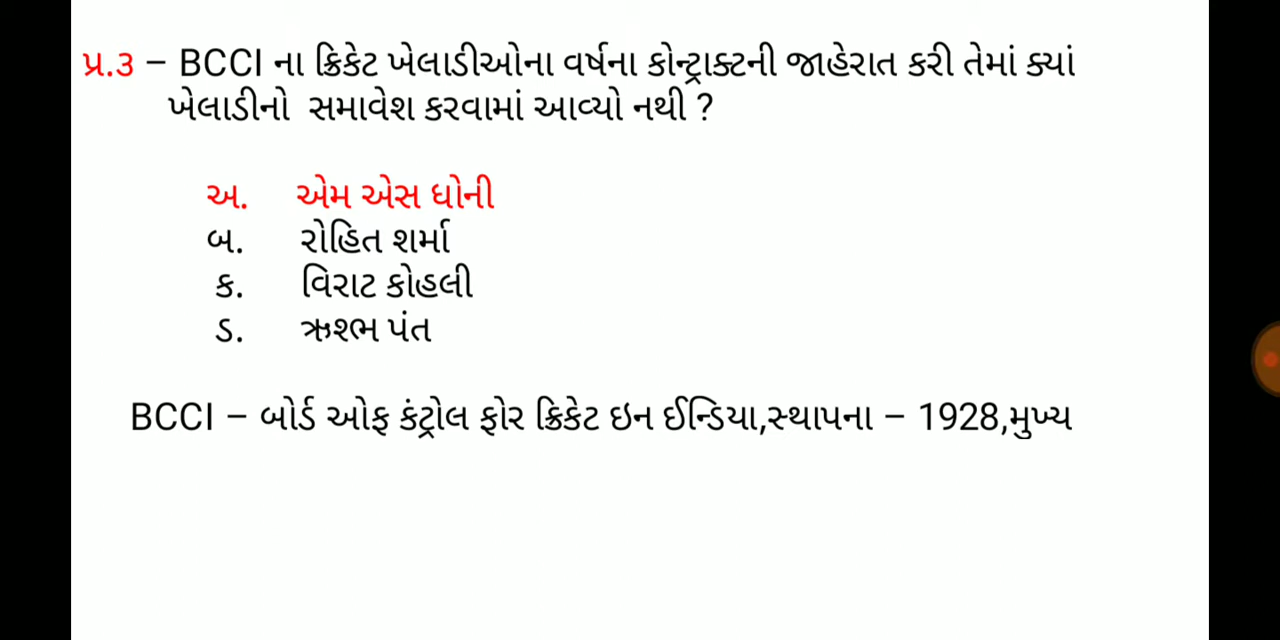 પ્ર.૩ – BCCI ના ક્રિકેટ ખેલાડીઓના વર્ષના કોન્ટ્રાક્ટની જાહેરાત કરી તેમાં ક્યાં
ખેલાડીનો સમાવેશ કરવામાં આવ્યો નથી ?
અ. એમ એસ ધોની
બ. રોહિત શર્મા
ક. વિરાટ કોહલી
ડ. ઋશ્ભ પંત
BCCI – બોર્ડ ઓફ કંટ્રોલ ફોર ક્રિકેટ ઇન ઈન્ડિયા,સ્થાપના – 1928,મુખ્ય